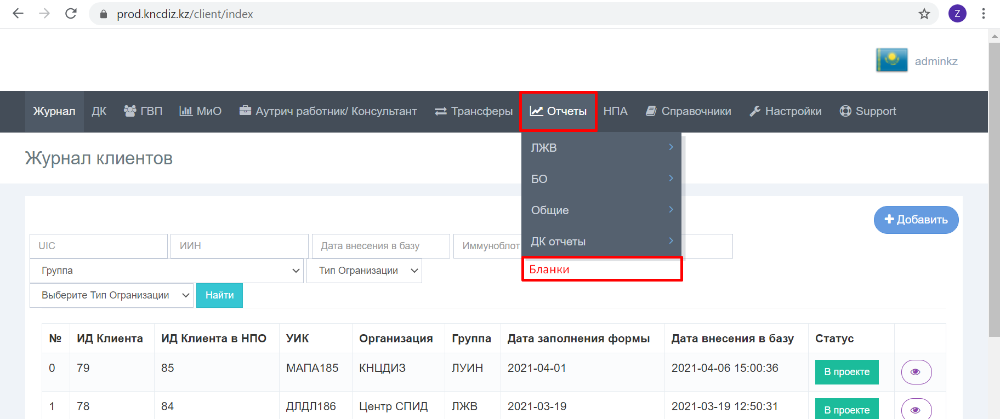 prod.kncdiz.kz/client/index
Z
adminkz
Журнал ДК ГВП МиО Аутрич работник/ Консультант Трансферы Отчеты НПА Справочники Настройки Support
ЛЖВ
БО
Общие
ДК отчеты
Бланки
Журнал клиентов
Добавить
UIC ИИН Дата внесения в базу Иммуноблот
Группа Тип Огранизации
Выберите Тип Огранизации Найти
№ ИД Клиента ИД Клиента в НПО УИК Организация Группа Дата заполнения формы Дата внесения в базу Статус
0 79 85 МАПА185 КНЦДИЗ ЛУИН 2021-04-01 2021-04-06 15:00:36 В проекте
1 78 84 ДЛДЛ186 Центр СПИД ЛЖВ 2021-03-19 2021-03-19 12:50:31 В проекте